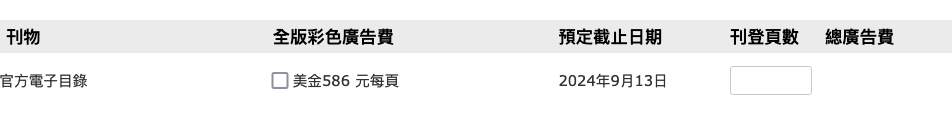 刊物 全版彩色廣告費 預定截止日期 刊登頁數 總廣告費
官方電子目錄 美金586 元每頁 2024年9月13日